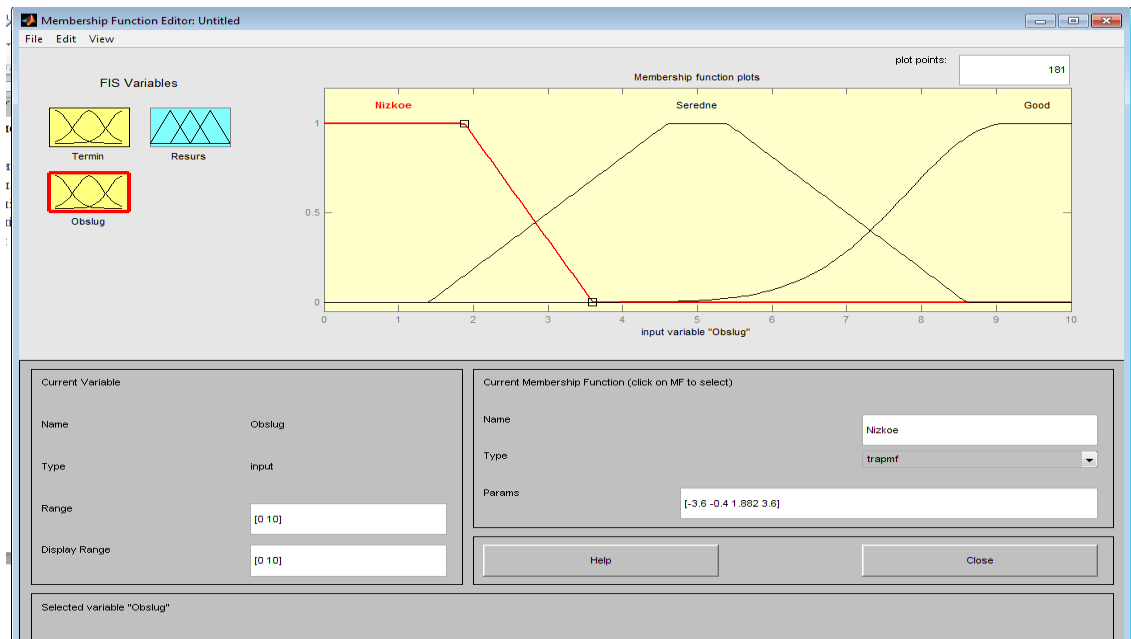 Membership Function Editor: Untitled
File Edit View
FIS Variables
Termin
Resurs
Obslug
plot points:
181
Membership function plots
Nizkoe
Seredne
Good
1
0.5
0
0 1 2 3 4 5 6 7 8 9 10
input variable "Obslug"
Current Variable
Name Obslug
Type input
Range [0 10]
Display Range [0 10]
Current Membership Function (click on MF to select)
Name Nizkoe
Type trapmf
Params [-3.6 -0.4 1.882 3.6]
Help
Close
Selected variable "Obslug"